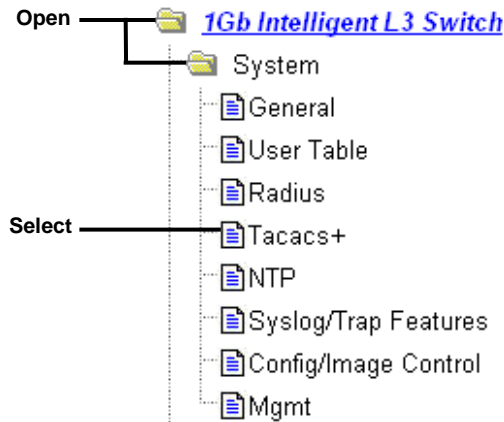 Open
1Gb Intelligent L3 Switch
System
General
User Table
Radius
Select
Tacacs+
NTP
Syslog/Trap Features
Config/Image Control
Mgmt